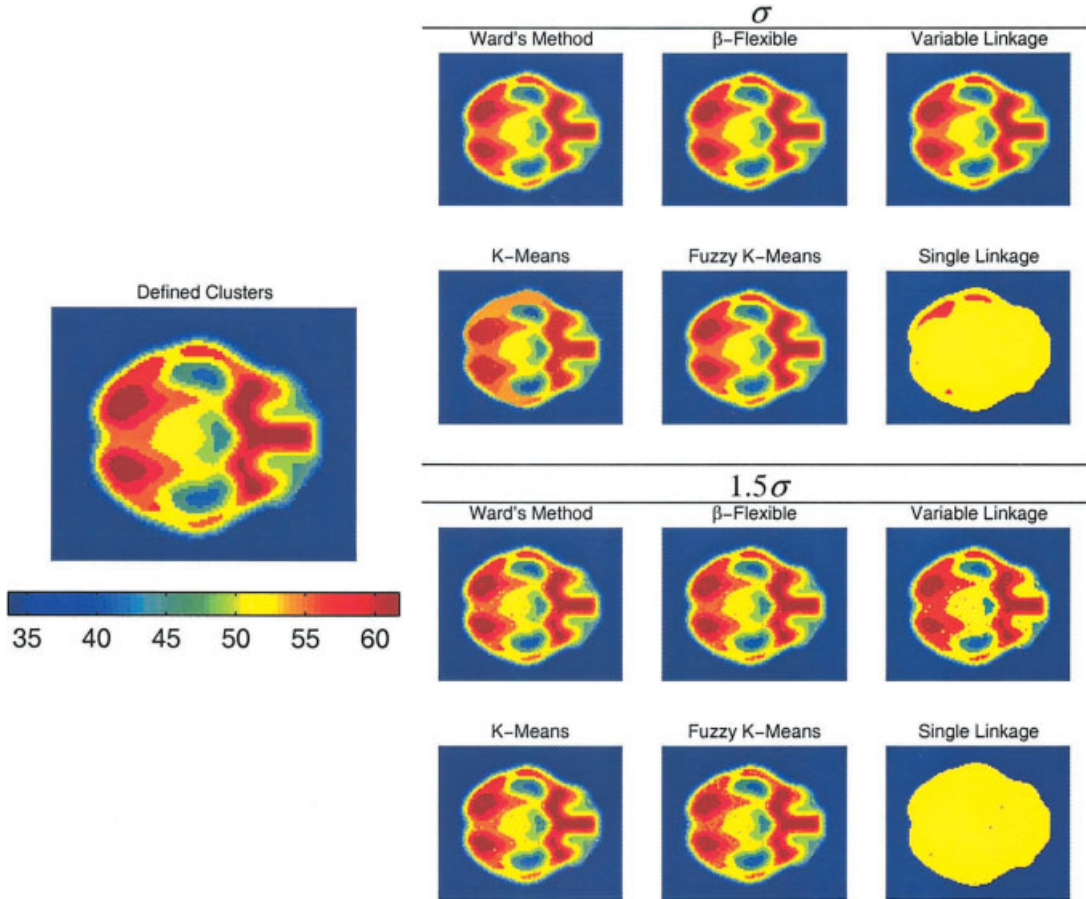 σ
Ward's Method β-Flexible Variable Linkage
K-Means Fuzzy K-Means Single Linkage
Defined Clusters
35 40 45 50 55 60
1.5σ
Ward's Method β-Flexible Variable Linkage
K-Means Fuzzy K-Means Single Linkage